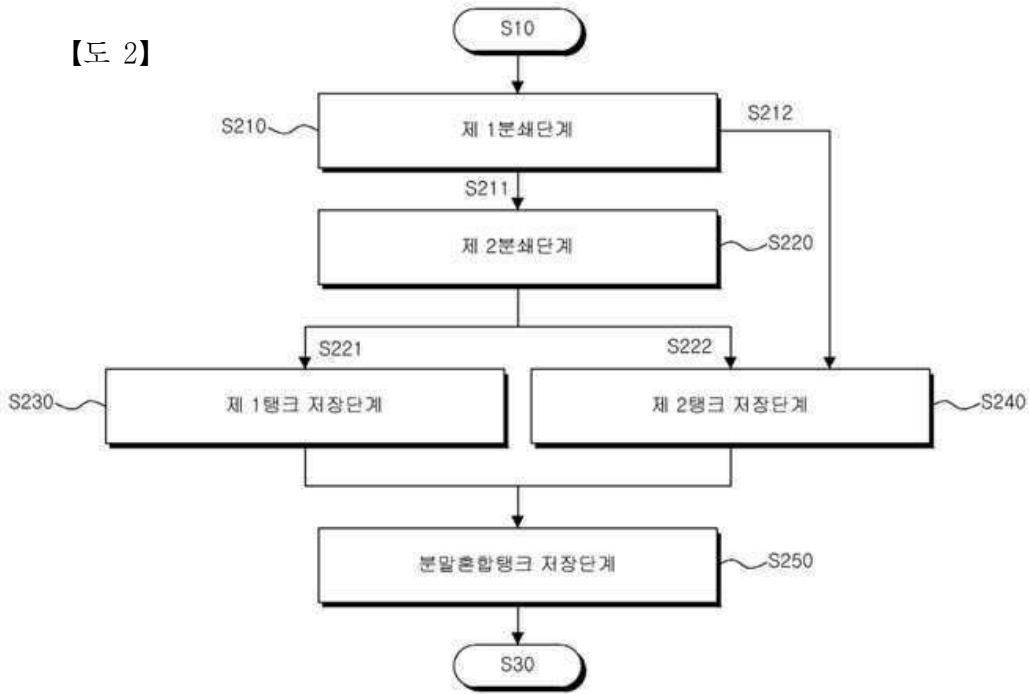 S10
【도 2】
제 1분쇄단계
S210
S212
S211
제 2분쇄단계
S220
S221
S222
S230
제 1탱크 저장단계
제 2탱크 저장단계
S240
분말혼합탱크 저장단계
S250
S30